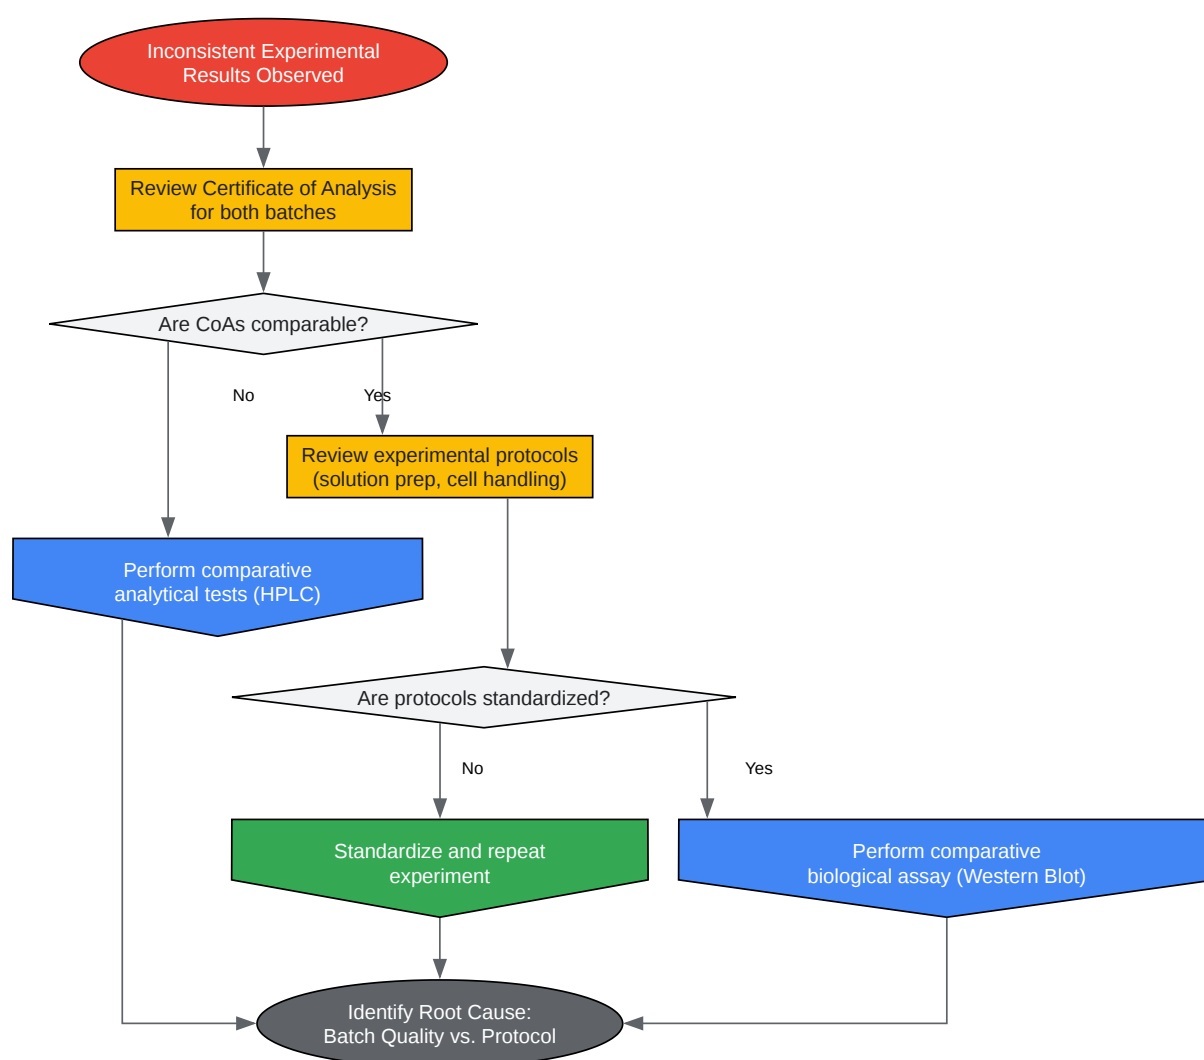 Inconsistent Experimental
Results Observed
Review Certificate of Analysis
for both batches
Are CoAs comparable?
No
Yes
Review experimental protocols
(solution prep, cell handling)
Perform comparative
analytical tests (HPLC)
Are protocols standardized?
No
Yes
Standardize and repeat
experiment
Perform comparative
biological assay (Western Blot)
Identify Root Cause:
Batch Quality vs. Protocol